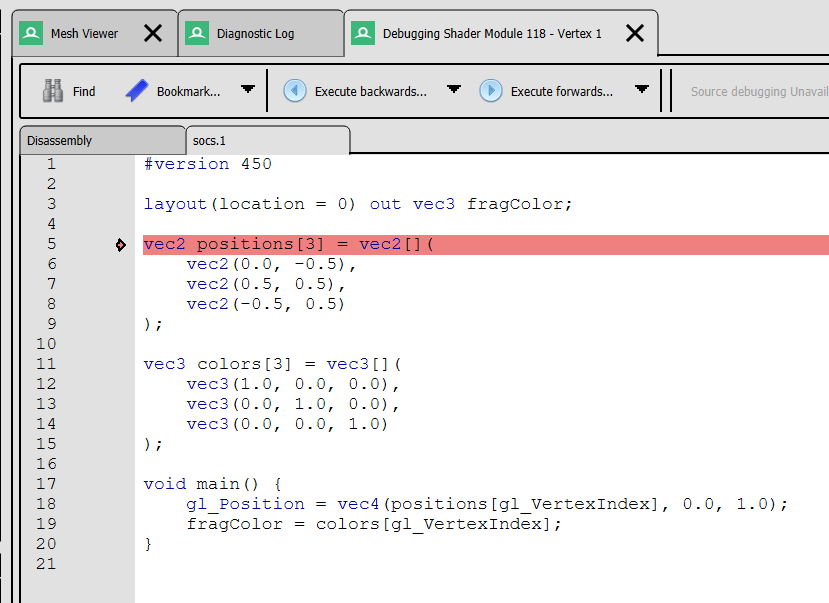 Mesh Viewer
Diagnostic Log
Debugging Shader Module 118 - Vertex 1
Find
Bookmark...
Execute backwards...
Execute forwards...
Source debugging Unavail
Disassembly
socs.1
1 #version 450
2
3 layout(location = 0) out vec3 fragColor;
4
5 vec2 positions[3] = vec2[](
6     vec2(0.0, -0.5),
7     vec2(0.5, 0.5),
8     vec2(-0.5, 0.5)
9 );
10
11 vec3 colors[3] = vec3[](
12     vec3(1.0, 0.0, 0.0),
13     vec3(0.0, 1.0, 0.0),
14     vec3(0.0, 0.0, 1.0)
15 );
16
17 void main() {
18     gl_Position = vec4(positions[gl_VertexIndex], 0.0, 1.0);
19     fragColor = colors[gl_VertexIndex];
20 }
21